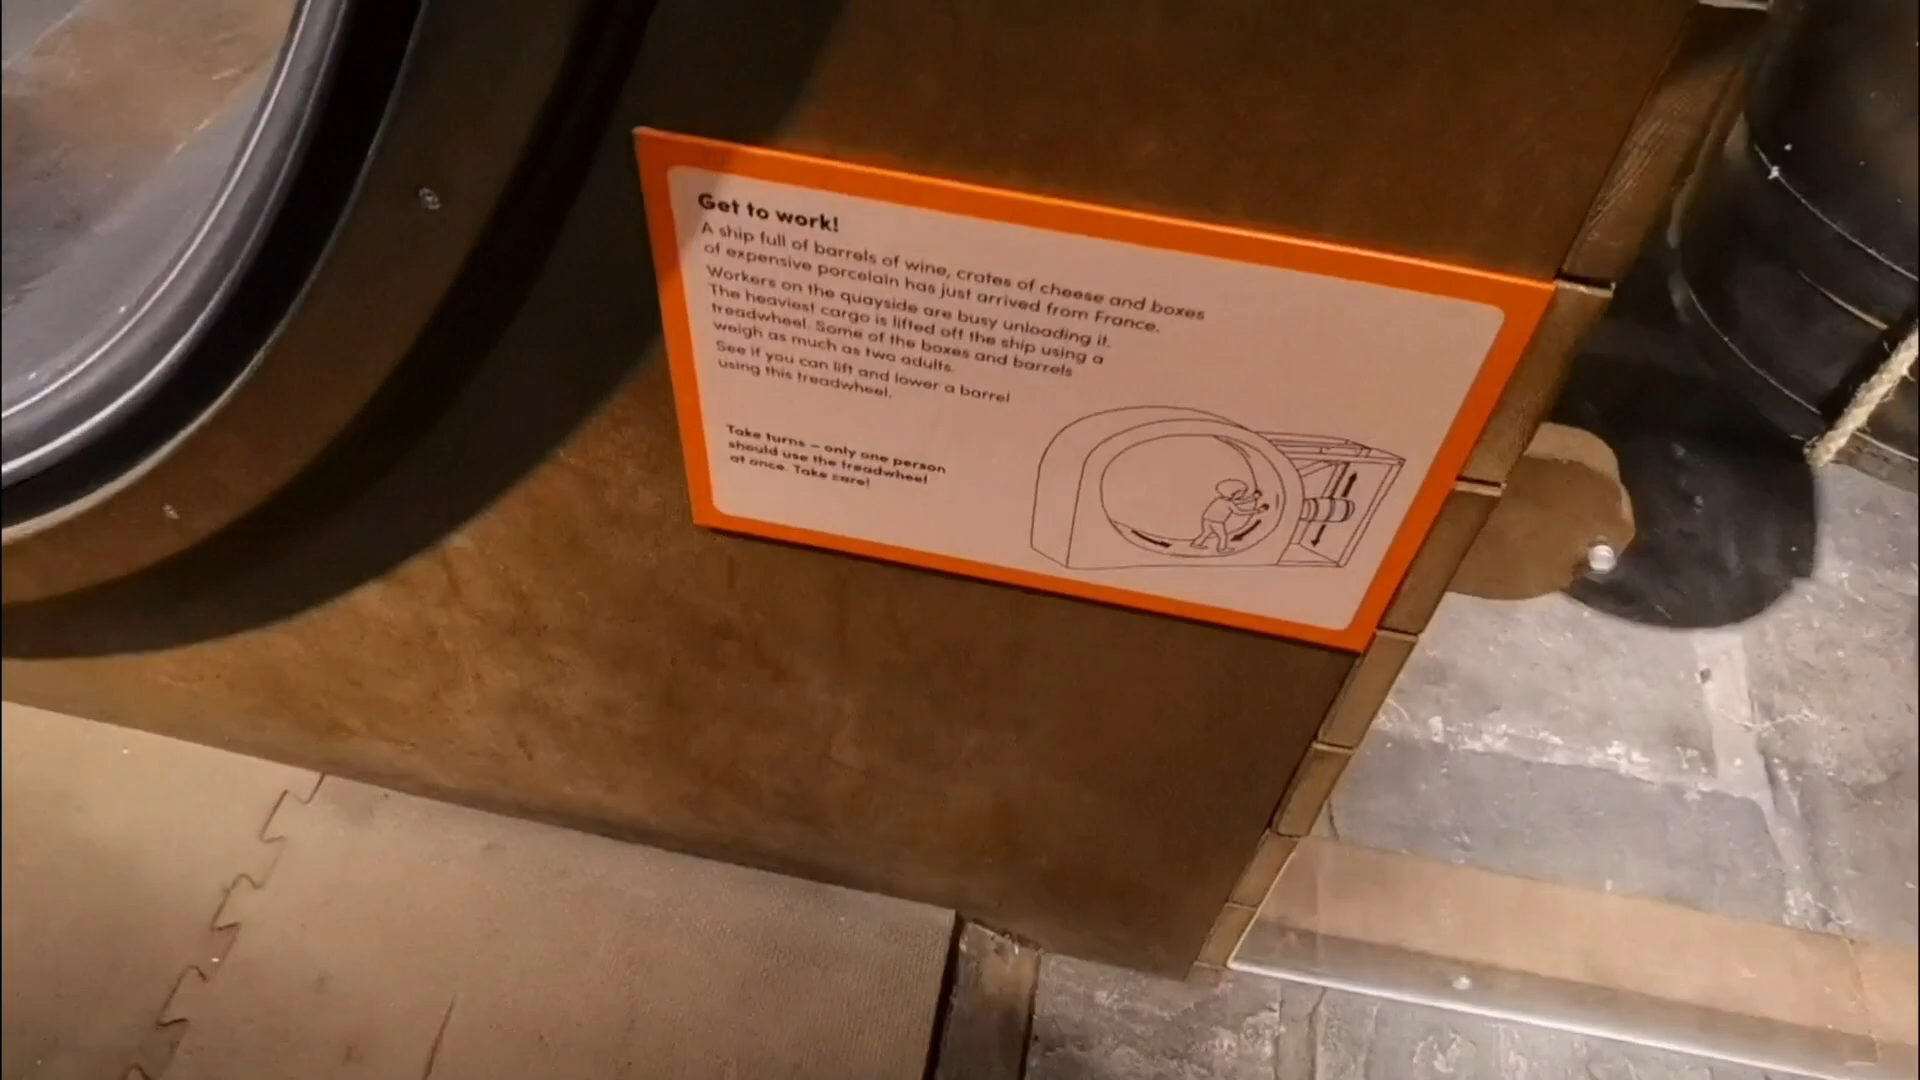 Get to work!
A ship full of barrels of wine, crates of cheese and boxes
of expensive porcelain has just arrived from France.
Workers on the quayside are busy unloading it.
The heaviest cargo is lifted off the ship using a
treadwheel. Some of the boxes and barrels
weigh as much as two adults.
See if you can lift and lower a barrel
using this treadwheel.
Take turns – only one person
should use the treadwheel
at once. Take care!